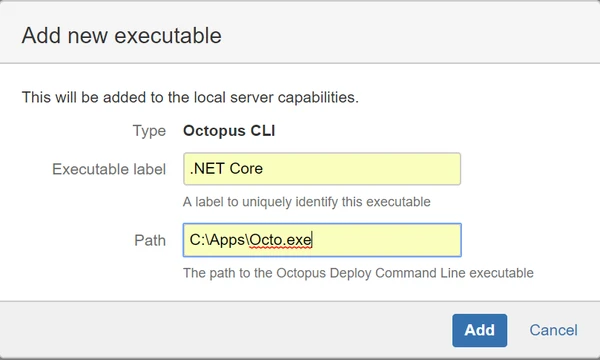 Add new executable
This will be added to the local server capabilities.
Type Octopus CLI
Executable label .NET Core
A label to uniquely identify this executable
Path C:\Apps\Octo.exe
The path to the Octopus Deploy Command Line executable
Add Cancel